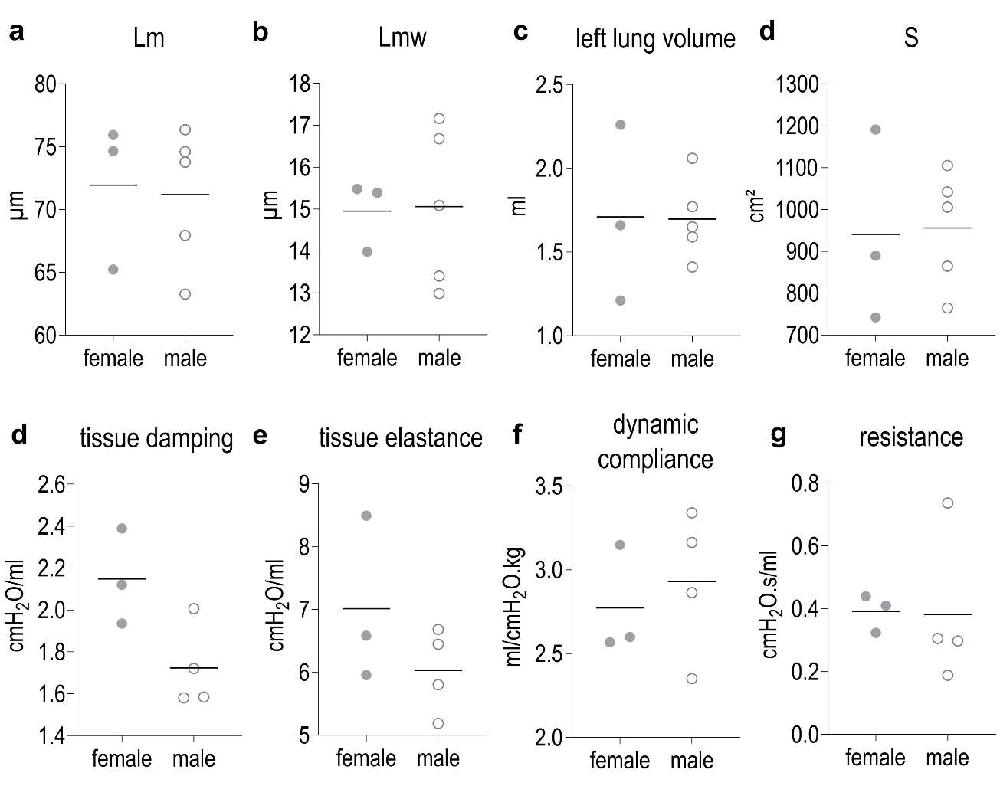 a Lm
80
75
70
65
60
µm
female male
b Lmw
18
17
16
15
14
13
12
µm
female male
c left lung volume
2.5
2.0
1.5
1.0
ml
female male
d S
1300
1200
1100
1000
900
800
700
cm²
female male
d tissue damping
2.6
2.4
2.2
2.0
1.8
1.6
1.4
cmH₂O/ml
female male
e tissue elastance
9
8
7
6
5
cmH₂O/ml
female male
f dynamic
compliance
3.5
3.0
2.5
2.0
ml/cmH₂O.kg
female male
g resistance
0.8
0.6
0.4
0.2
0.0
cmH₂O.s/ml
female male